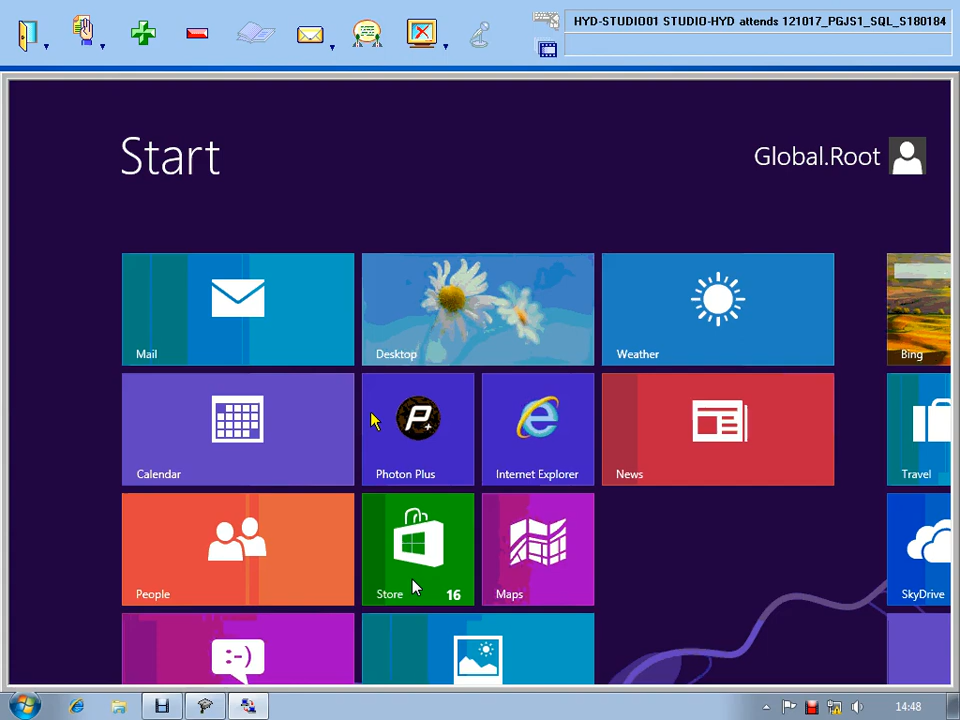 HYD-STUDIO01 STUDIO-HYD attends 121017_PGJS1_SQL_S180184
Start
Global.Root
Mail
Desktop
Weather
Bing
Calendar
P+
Photon Plus
Internet Explorer
News
Travel
People
Store
16
Maps
SkyDrive
:-)
14:48